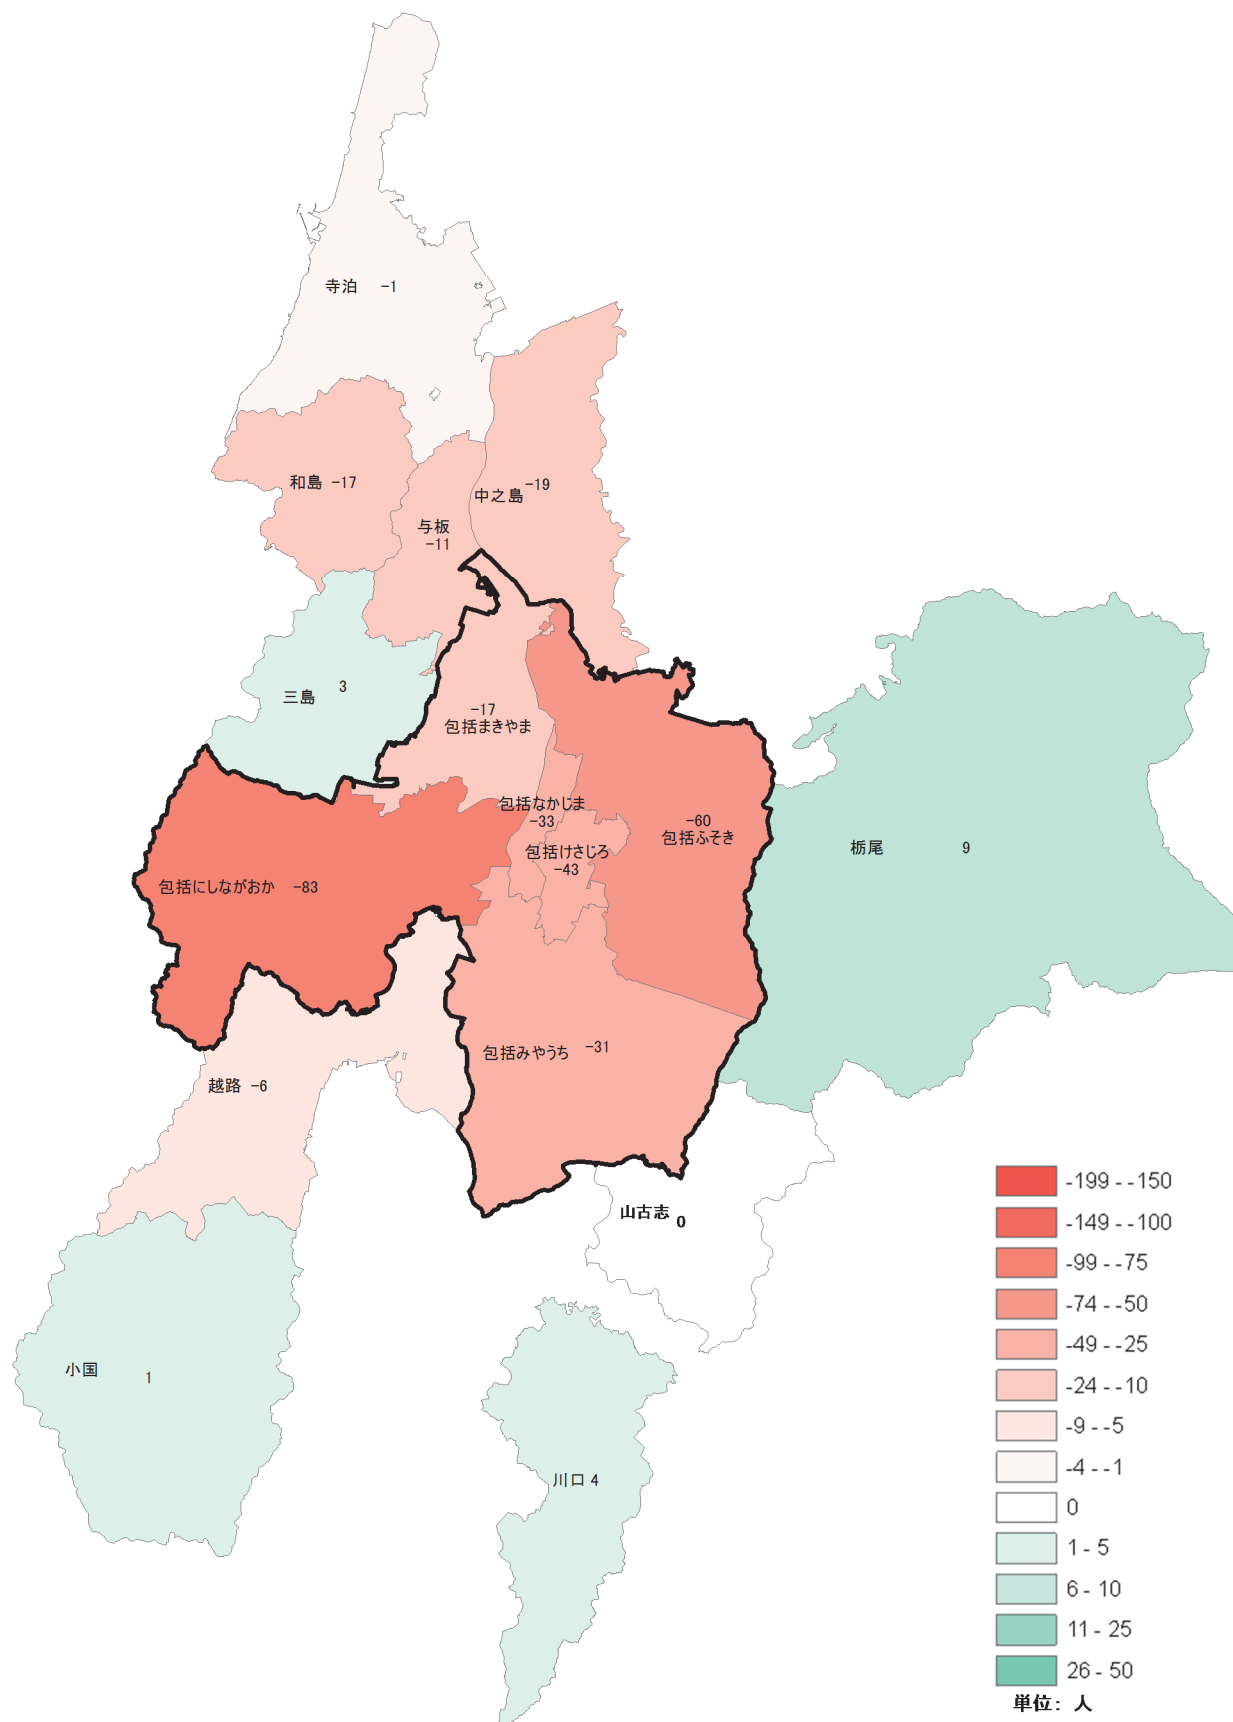 寺泊 -1
和島 -17
中之島 -19
与板
-11
三島 3
-17
包括まきやま
包括なかじま
-33
-60
包括ふそき
包括けさじろ
-43
栃尾 9
包括にしながおか -83
包括みやうち -31
越路 -6
山古志 0
小国 1
川口 4
-199 - -150
-149 - -100
-99 - -75
-74 - -50
-49 - -25
-24 - -10
-9 - -5
-4 - -1
0
1 - 5
6 - 10
11 - 25
26 - 50
単位：人